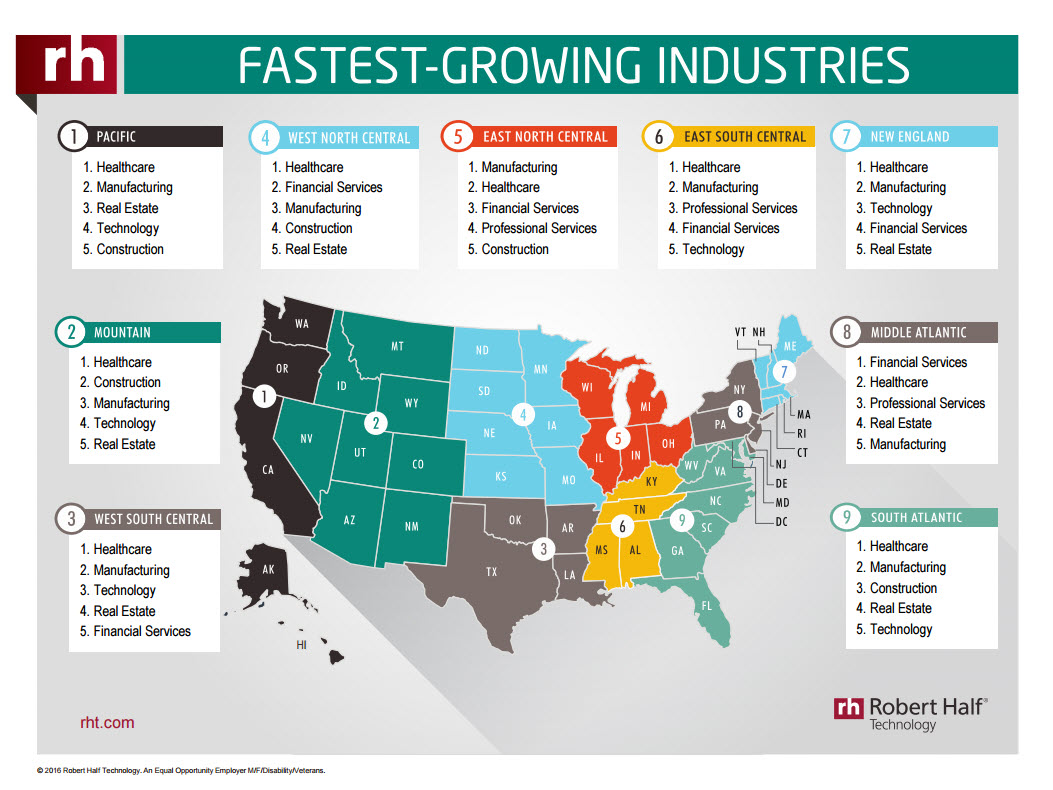 rh
FASTEST-GROWING INDUSTRIES
1 PACIFIC
1. Healthcare
2. Manufacturing
3. Real Estate
4. Technology
5. Construction
4 WEST NORTH CENTRAL
1. Healthcare
2. Financial Services
3. Manufacturing
4. Construction
5. Real Estate
5 EAST NORTH CENTRAL
1. Manufacturing
2. Healthcare
3. Financial Services
4. Professional Services
5. Construction
6 EAST SOUTH CENTRAL
1. Healthcare
2. Manufacturing
3. Professional Services
4. Financial Services
5. Technology
7 NEW ENGLAND
1. Healthcare
2. Manufacturing
3. Technology
4. Financial Services
5. Real Estate
2 MOUNTAIN
1. Healthcare
2. Construction
3. Manufacturing
4. Technology
5. Real Estate
3 WEST SOUTH CENTRAL
1. Healthcare
2. Manufacturing
3. Technology
4. Real Estate
5. Financial Services
WA
OR
1
CA
AK
HI
MT
ID
WY
2
NV
UT
CO
AZ
NM
ND
MN
SD
4
NE
IA
KS
MO
OK
AR
3
TX
LA
WI
MI
5
IL
IN
OH
KY
TN
6
MS
AL
VT NH
ME
7
NY
8
PA
MA
RI
CT
NJ
DE
MD
DC
WV
VA
NC
9
SC
GA
FL
8 MIDDLE ATLANTIC
1. Financial Services
2. Healthcare
3. Professional Services
4. Real Estate
5. Manufacturing
9 SOUTH ATLANTIC
1. Healthcare
2. Manufacturing
3. Construction
4. Real Estate
5. Technology
rht.com
rh Robert Half®
Technology
© 2016 Robert Half Technology. An Equal Opportunity Employer M/F/Disability/Veterans.